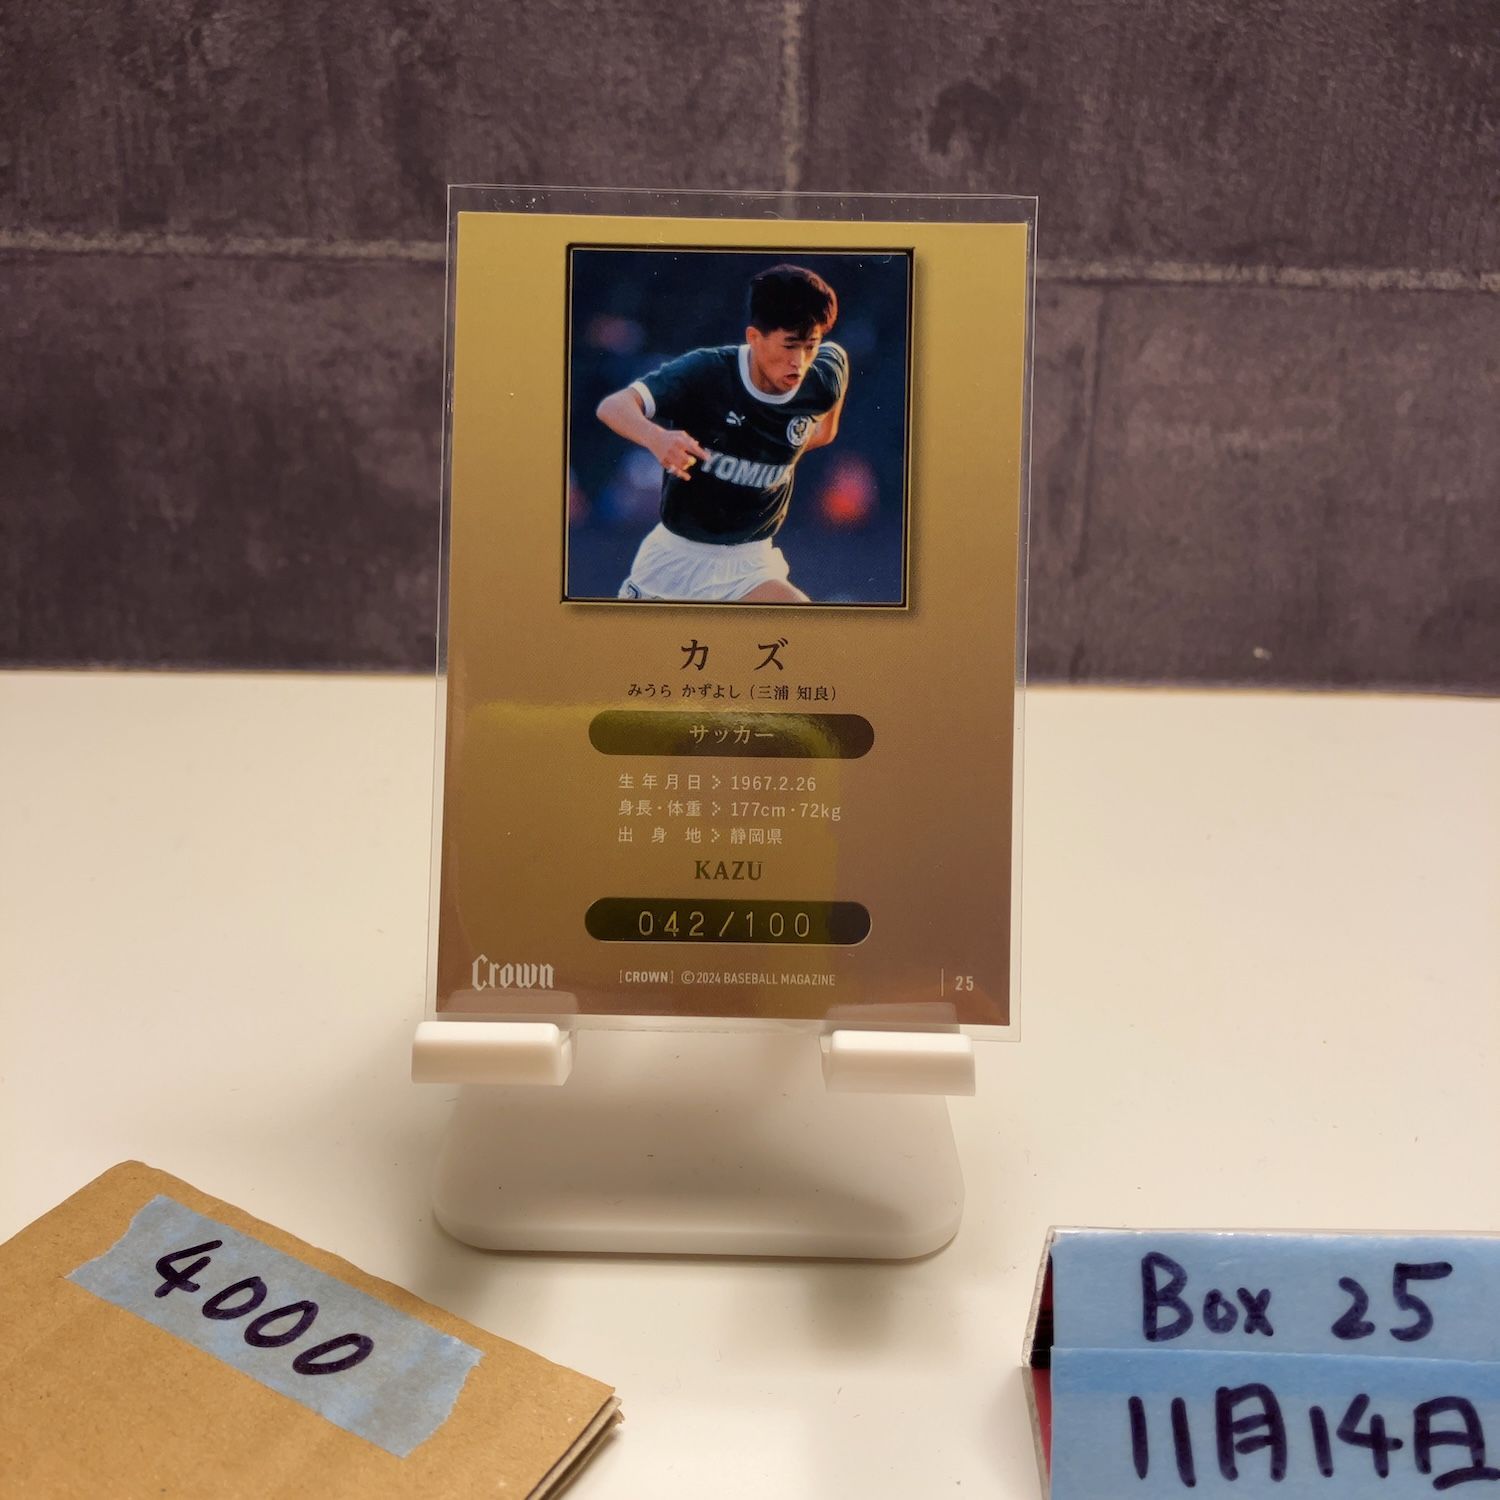 YOMIU
カズ
みうら かずよし（三浦 知良）
サッカー
生年月日 1967.2.26
身長・体重 177cm・72kg
出身地 静岡県
KAZU
042/100
Crown
[CROWN] ©2024 BASEBALL MAGAZINE
25
4000
Box 25
11月14日